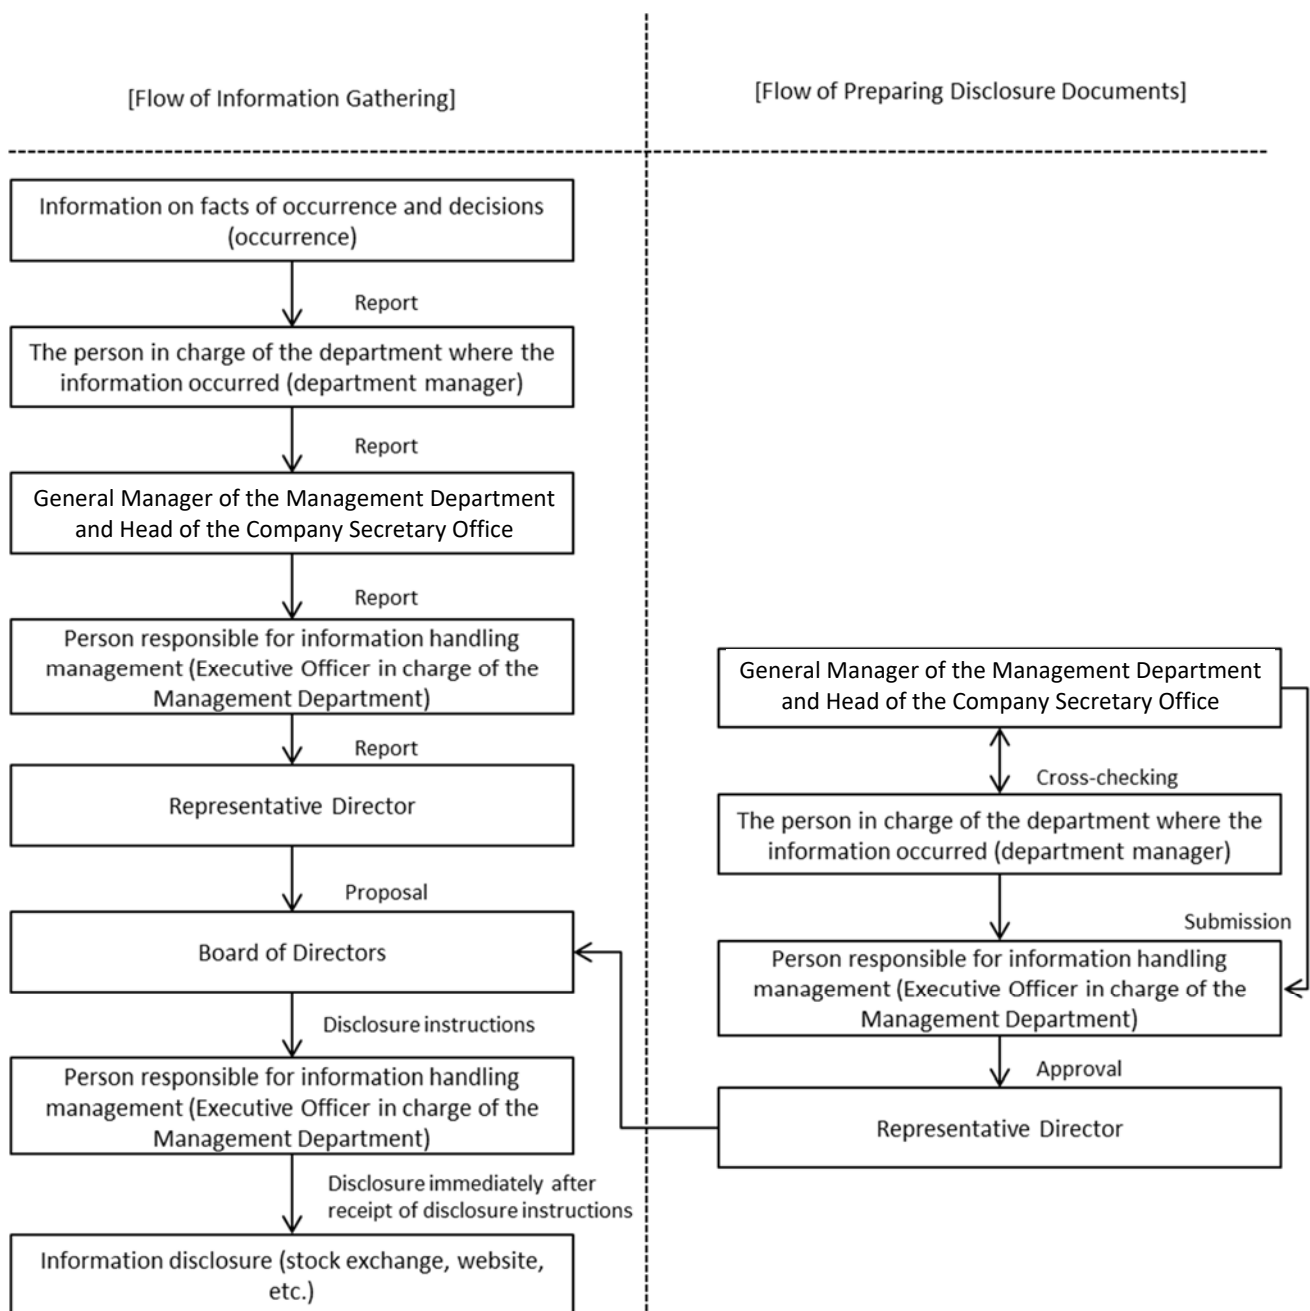 [Flow of Information Gathering]
Information on facts of occurrence and decisions
(occurrence)
Report
The person in charge of the department where the
information occurred (department manager)
Report
General Manager of the Management Department
and Head of the Company Secretary Office
Report
Person responsible for information handling
management (Executive Officer in charge of the
Management Department)
Report
Representative Director
Proposal
Board of Directors
Disclosure instructions
Person responsible for information handling
management (Executive Officer in charge of the
Management Department)
Disclosure immediately after
receipt of disclosure instructions
Information disclosure (stock exchange, website,
etc.)
[Flow of Preparing Disclosure Documents]
General Manager of the Management Department
and Head of the Company Secretary Office
Cross-checking
The person in charge of the department where the
information occurred (department manager)
Submission
Person responsible for information handling
management (Executive Officer in charge of the
Management Department)
Approval
Representative Director